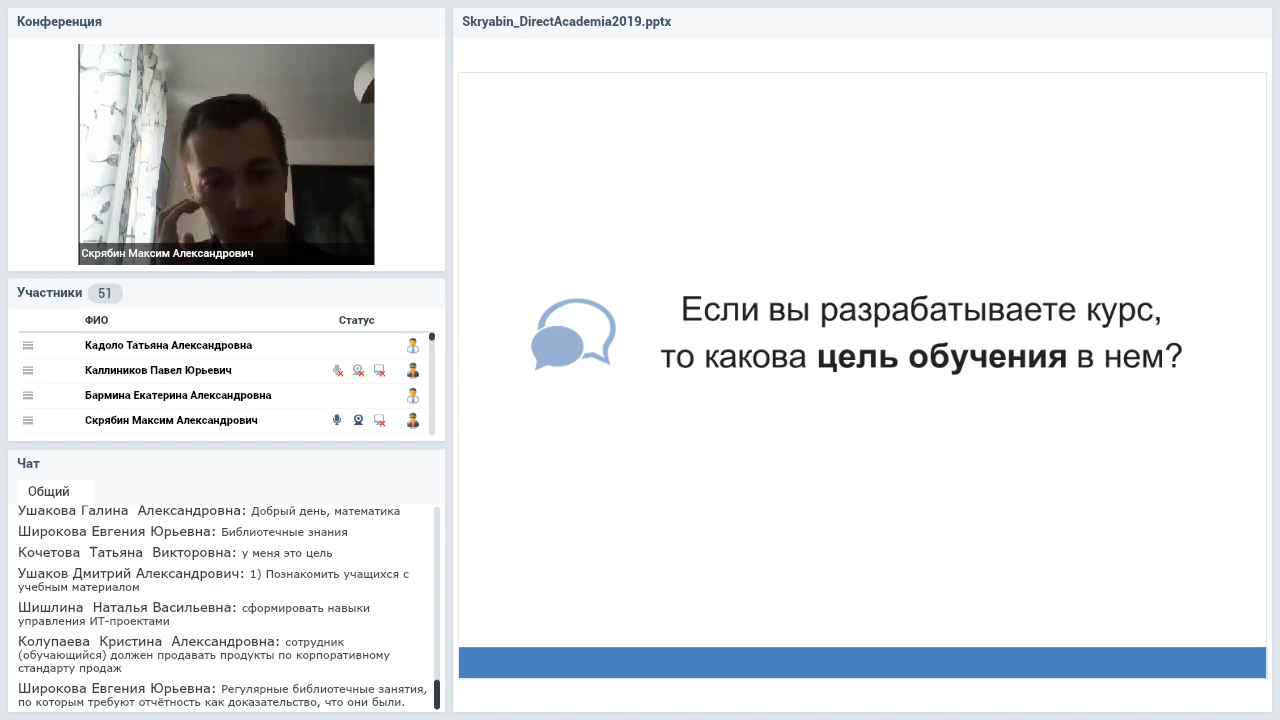 Конференция
Скрябин Максим Александрович
Участники 51
ФИО Статус
Кадоло Татьяна Александровна
Каллиников Павел Юрьевич
Бармина Екатерина Александровна
Скрябин Максим Александрович
Чат
Общий
Ушакова Галина Александровна: Добрый день, математика
Широкова Евгения Юрьевна: Библиотечные знания
Кочетова Татьяна Викторовна: у меня это цель
Ушаков Дмитрий Александрович: 1) Познакомить учащихся с
учебным материалом
Шишлина Наталья Васильевна: сформировать навыки
управления ИТ-проектами
Колупаева Кристина Александровна: сотрудник
(обучающийся) должен продавать продукты по корпоративному
стандарту продаж
Широкова Евгения Юрьевна: Регулярные библиотечные занятия,
по которым требуют отчётность как доказательство, что они были.
Skryabin_DirectAcademia2019.pptx
Если вы разрабатываете курс,
то какова цель обучения в нем?